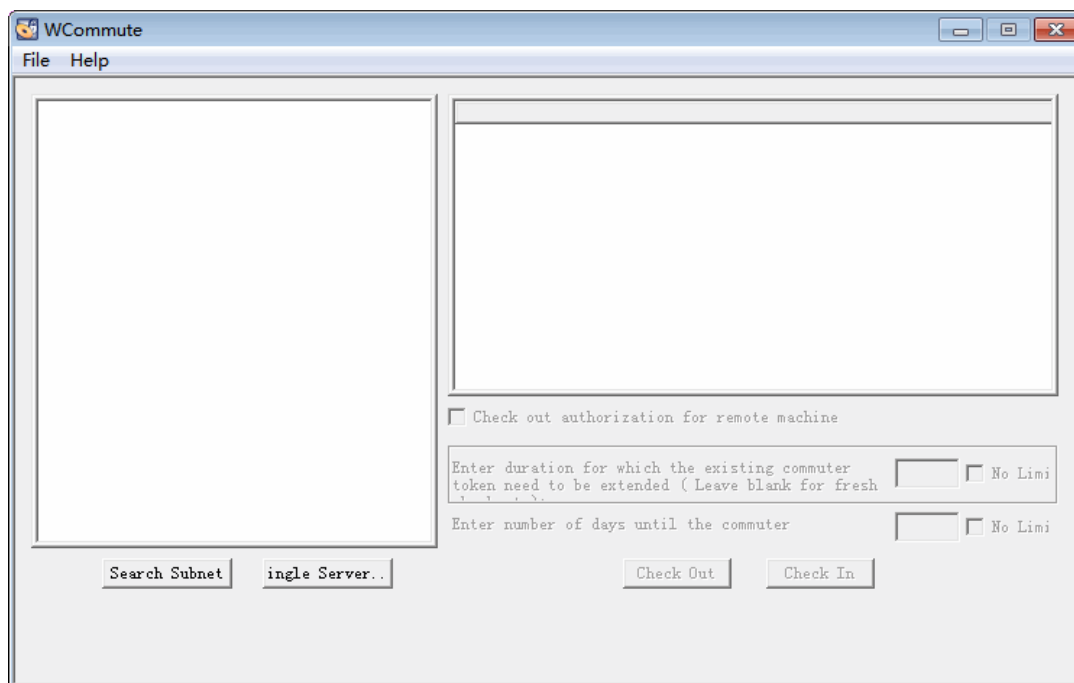 WCommute
File Help
Check out authorization for remote machine
Enter duration for which the existing commuter
token need to be extended ( Leave blank for fresh
No Limi
Enter number of days until the commuter
No Limi
Search Subnet
ingle Server..
Check Out
Check In